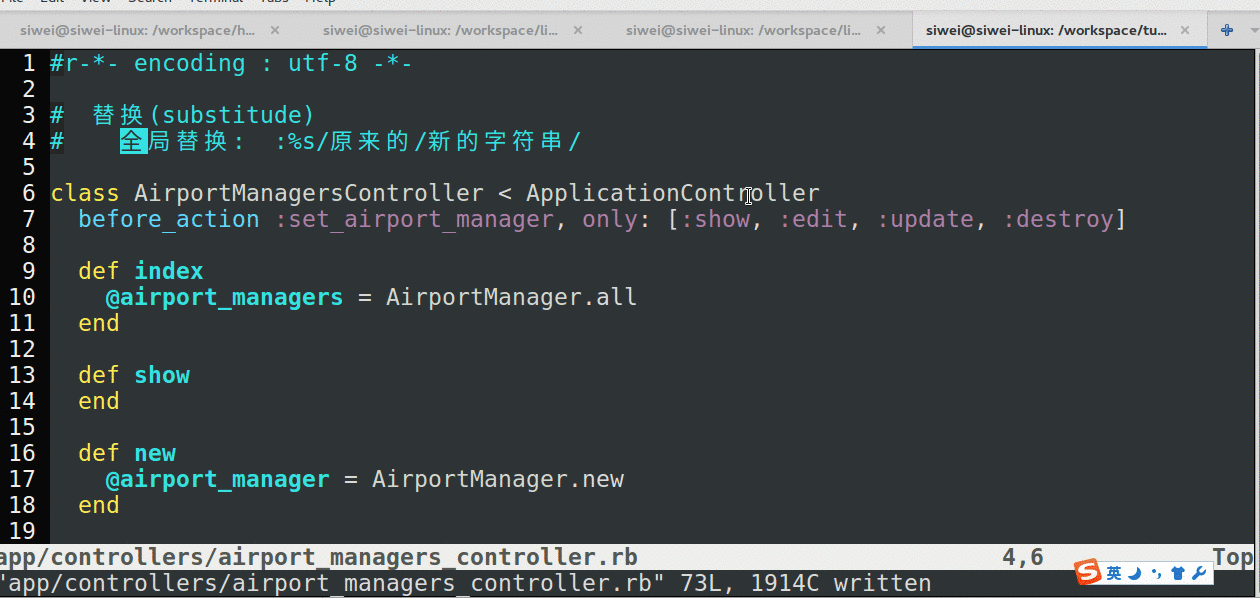 siwei@siwei-linux: /workspace/h... siwei@siwei-linux: /workspace/li... siwei@siwei-linux: /workspace/li... siwei@siwei-linux: /workspace/tu...
1 #r-*- encoding : utf-8 -*-
2
3 #  替换(substitude)
4 #    全局替换:  :%s/原来的/新的字符串/
5
6 class AirportManagersController < ApplicationController
7   before_action :set_airport_manager, only: [:show, :edit, :update, :destroy]
8
9   def index
10     @airport_managers = AirportManager.all
11   end
12
13   def show
14   end
15
16   def new
17     @airport_manager = AirportManager.new
18   end
19
app/controllers/airport_managers_controller.rb 4,6 Top
"app/controllers/airport_managers_controller.rb" 73L, 1914C written
英